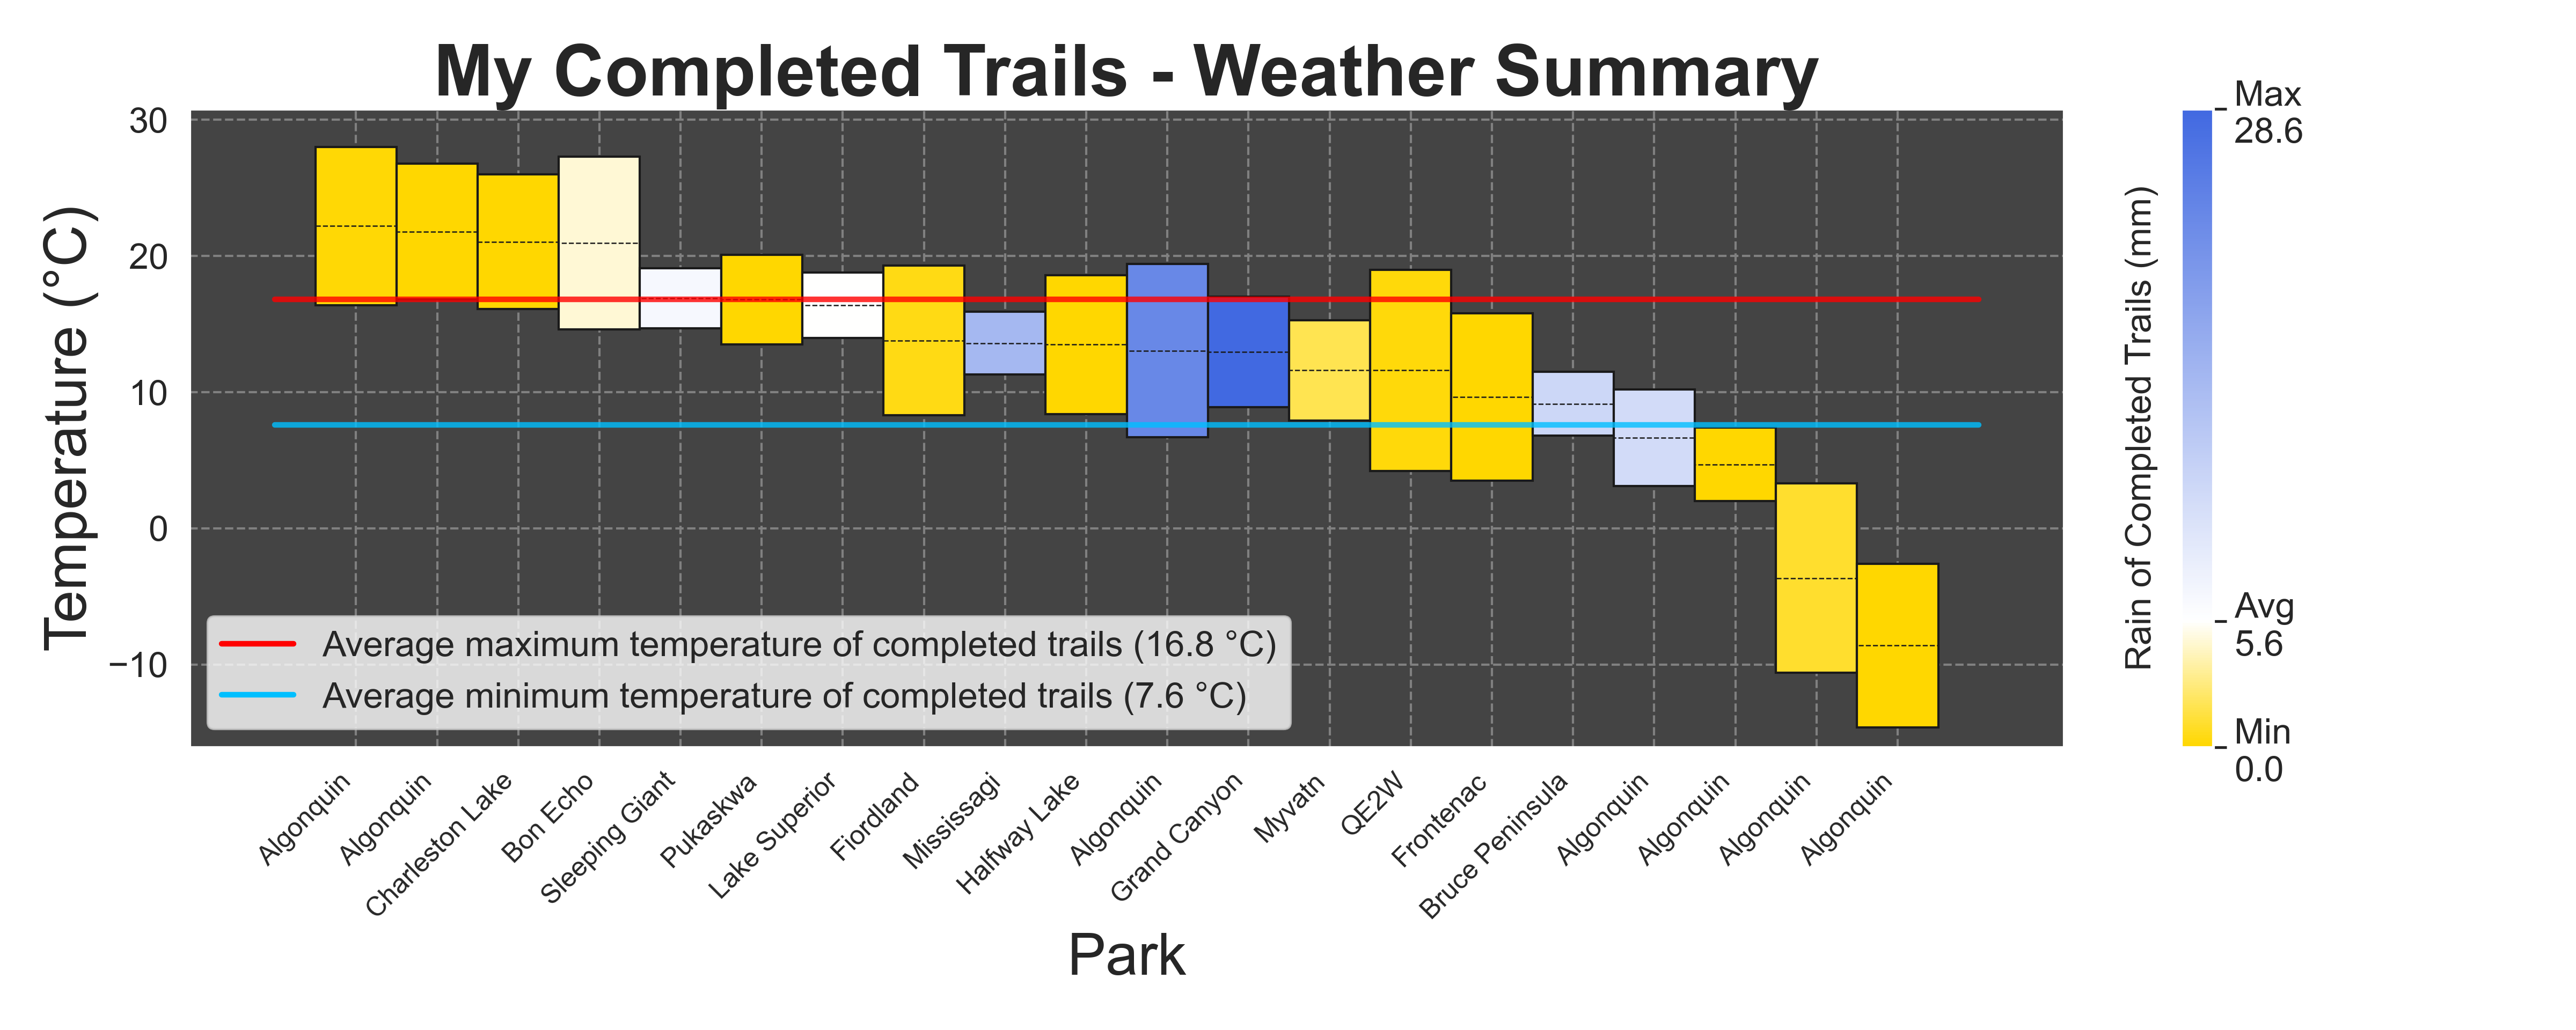 My Completed Trails - Weather Summary
Temperature (°C)
30
20
10
0
−10
Average maximum temperature of completed trails (16.8 °C)
Average minimum temperature of completed trails (7.6 °C)
Algonquin
Algonquin
Charleston Lake
Bon Echo
Sleeping Giant
Pukaskwa
Lake Superior
Fiordland
Mississagi
Halfway Lake
Algonquin
Grand Canyon
Myvatn
QE2W
Frontenac
Bruce Peninsula
Algonquin
Algonquin
Algonquin
Algonquin
Park
Rain of Completed Trails (mm)
Max
28.6
Avg
5.6
Min
0.0